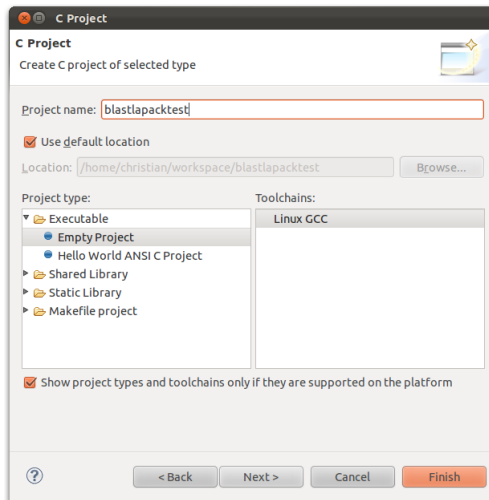 C Project
C Project
Create C project of selected type
Project name: blastlapacktest
Use default location
Location: /home/christian/workspace/blastlapacktest Browse...
Project type: Toolchains:
Executable Linux GCC
Empty Project
Hello World ANSI C Project
Shared Library
Static Library
Makefile project
Show project types and toolchains only if they are supported on the platform
? < Back Next > Cancel Finish